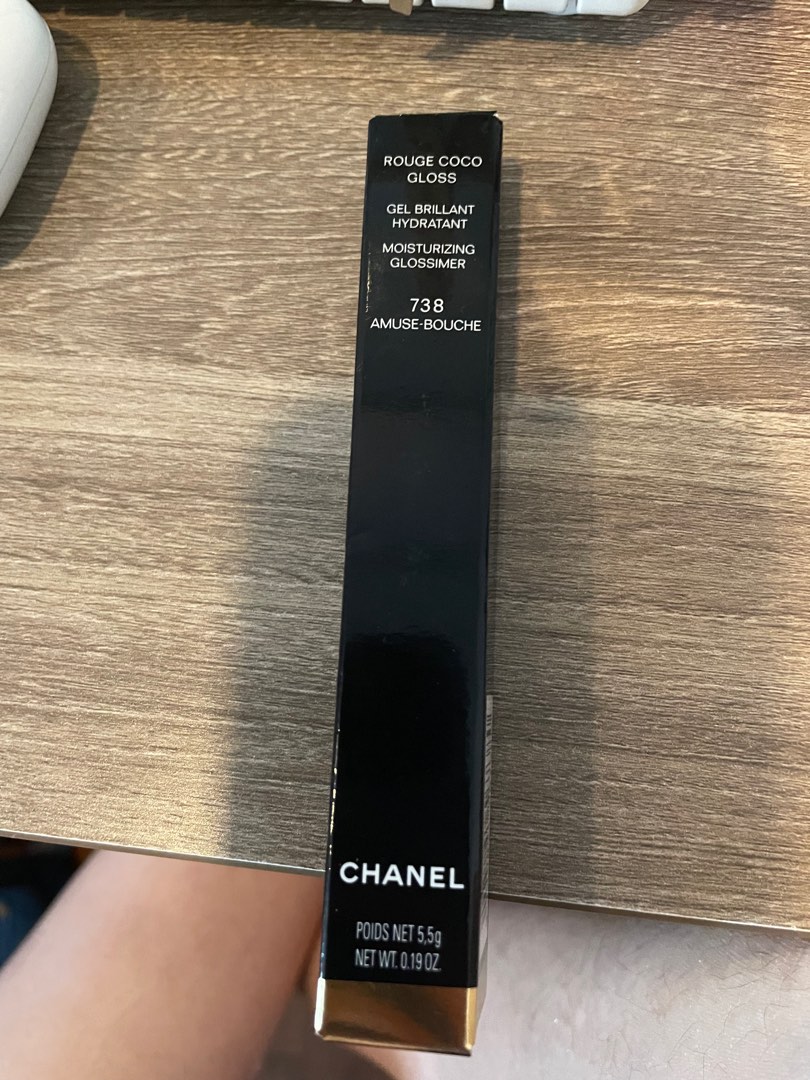 ROUGE COCO
GLOSS
GEL BRILLANT
HYDRATANT
MOISTURIZING
GLOSSIMER
738
AMUSE-BOUCHE
CHANEL
POIDS NET 5,5g
NET WT. 0.19 OZ.